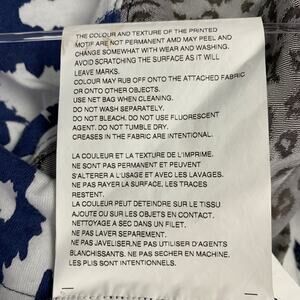 THE COLOUR AND TEXTURE OF THE PRINTED
MOTIF ARE NOT PERMANENT AMD MAY PEEL AND
CHANGE SOMEWHAT WITH WEAR AND WASHING.
AVOID SCRATCHING THE SURFACE AS IT WILL
LEAVE MARKS.
COLOUR MAY RUB OFF ONTO THE ATTACHED FABRIC
OR ONTO OTHER OBJECTS.
USE NET BAG WHEN CLEANING.
DO NOT WASH SEPARATELY.
DO NOT BLEACH. DO NOT USE FLUORESCENT
AGENT. DO NOT TUMBLE DRY.
CREASES IN THE FABRIC ARE INTENTIONAL.
LA COULEUR ET LA TEXTURE DE L'IMPRIME.
NE SONT PAS PERMANENT ET PEUVENT
S'ALTERER A L'USAGE ET AVEC LES LAVAGES.
NE PAS RAYER LA SURFACE, LES TRACES
RESTENT.
LA COULEUR PEUT DETEINDRE SUR LE TISSU
AJOUTE OU SUR LES OBJETS EN CONTACT.
NETTOYAGE A SEC DANS UN FILET.
NE PAS LAVER SEPAREMENT.
NE PAS JAVELISER.NE PAS UTILISER D'AGENTS
BLANCHISSANTS. NE PAS SECHER EN MACHINE.
LES PLIS SONT INTENTIONNELS.